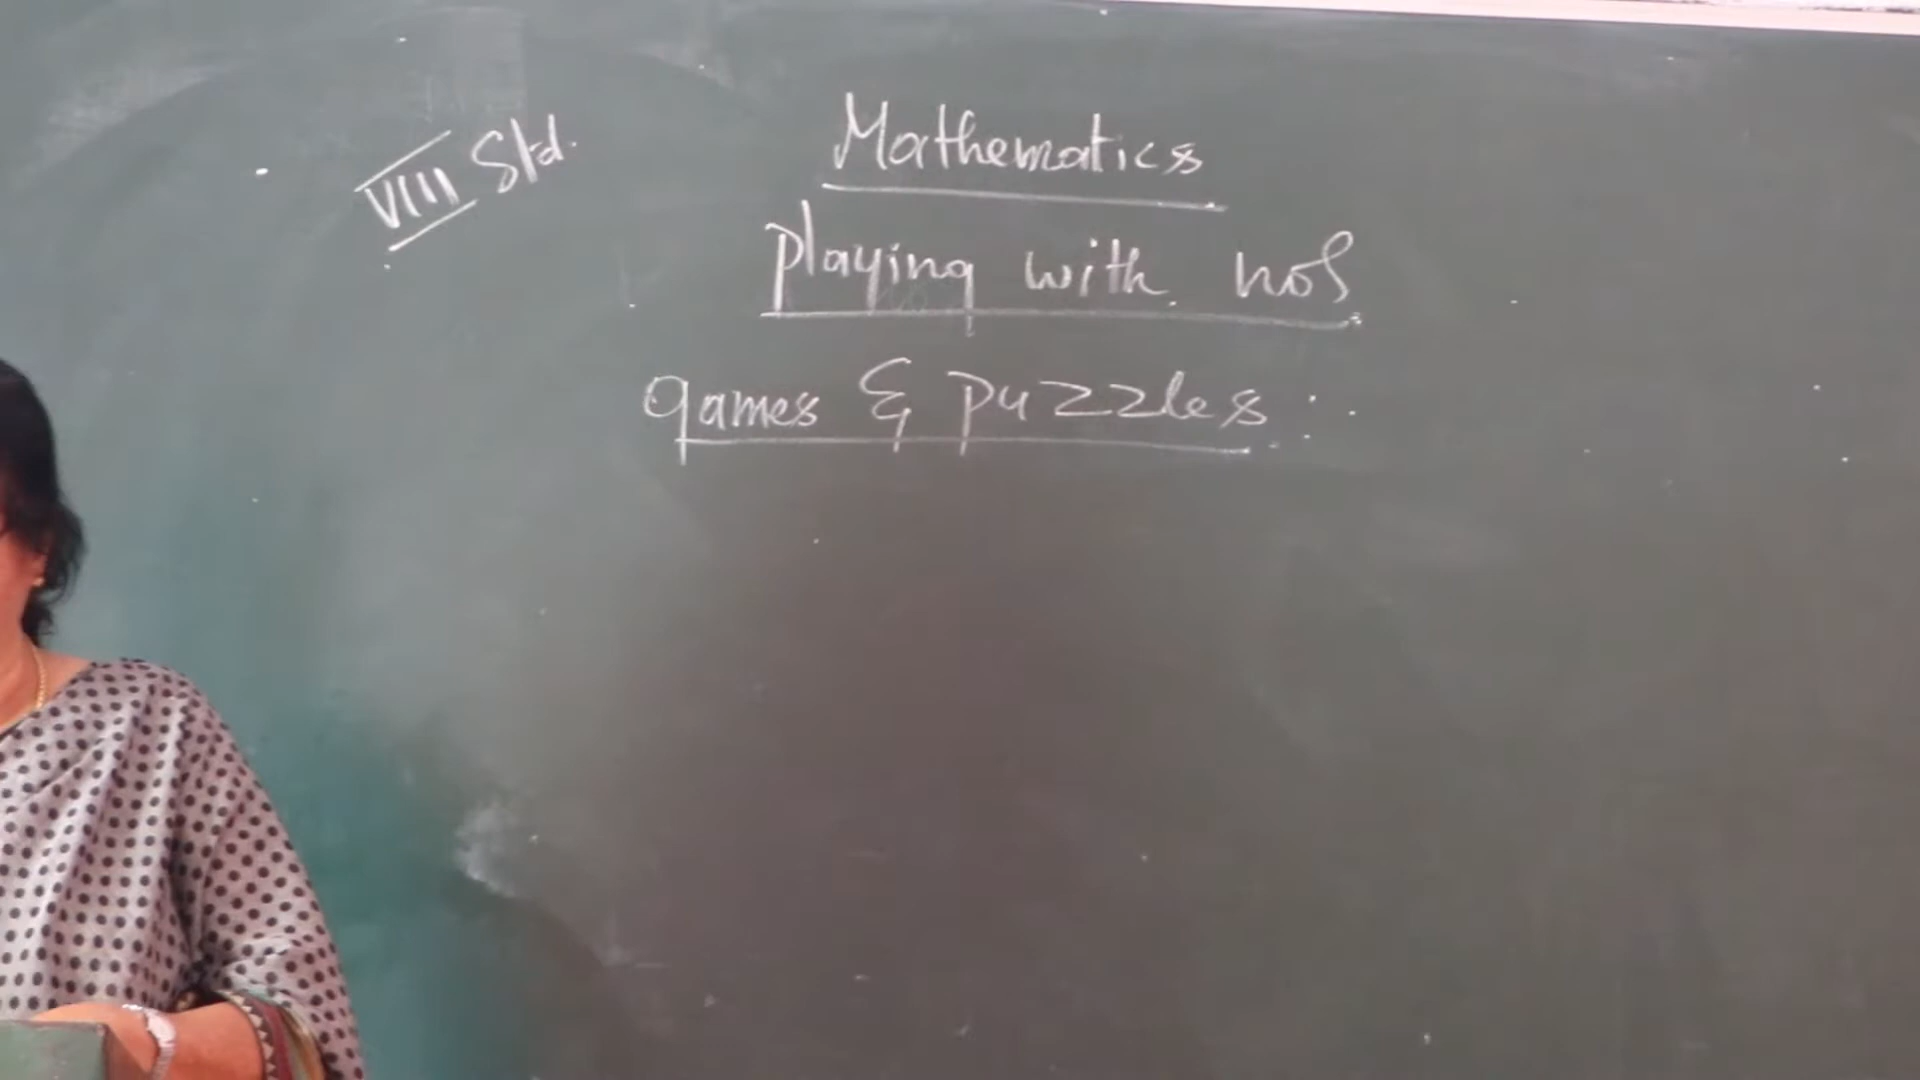 VIII Std.
Mathematics
Playing with nos
games & puzzles :